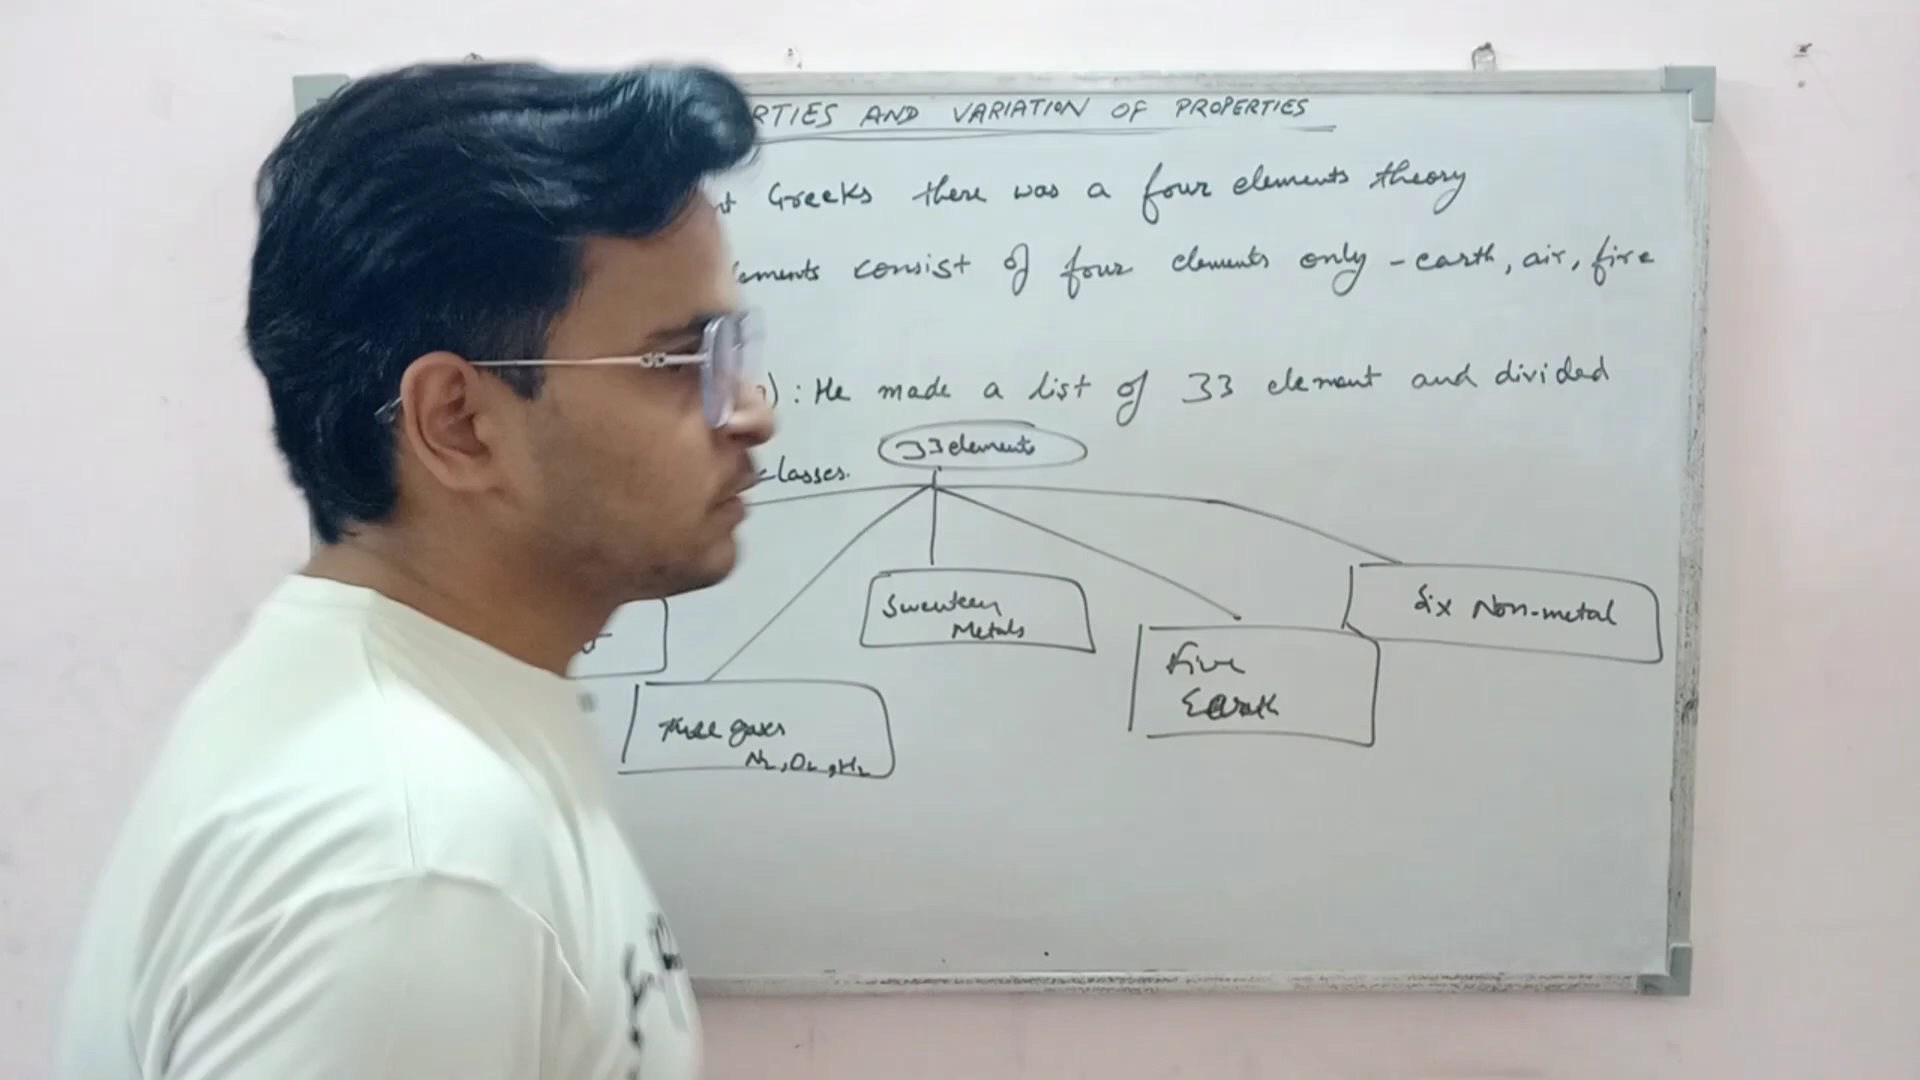 RTIES AND VARIATION OF PROPERTIES
Greeks there was a four elements theory
ements consist of four elements only - earth, air, fire
) : He made a list of 33 element and divided
classes.
33 elements
Seventeen
Metals
Six Non-metal
Five
Earth
Three gases
N2, O2, H2